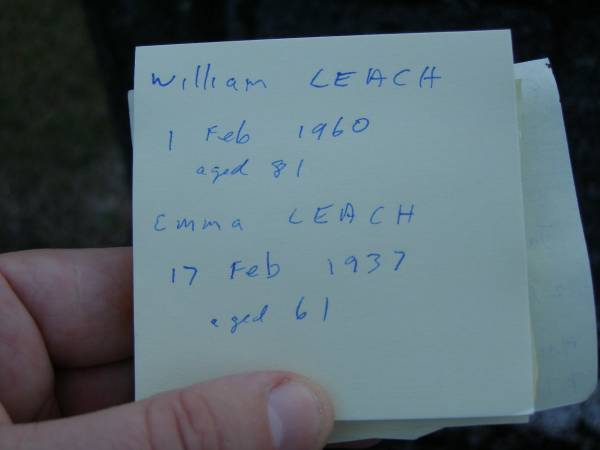 William LEACH
1 Feb 1960
aged 81
Emma LEACH
17 Feb 1937
aged 61